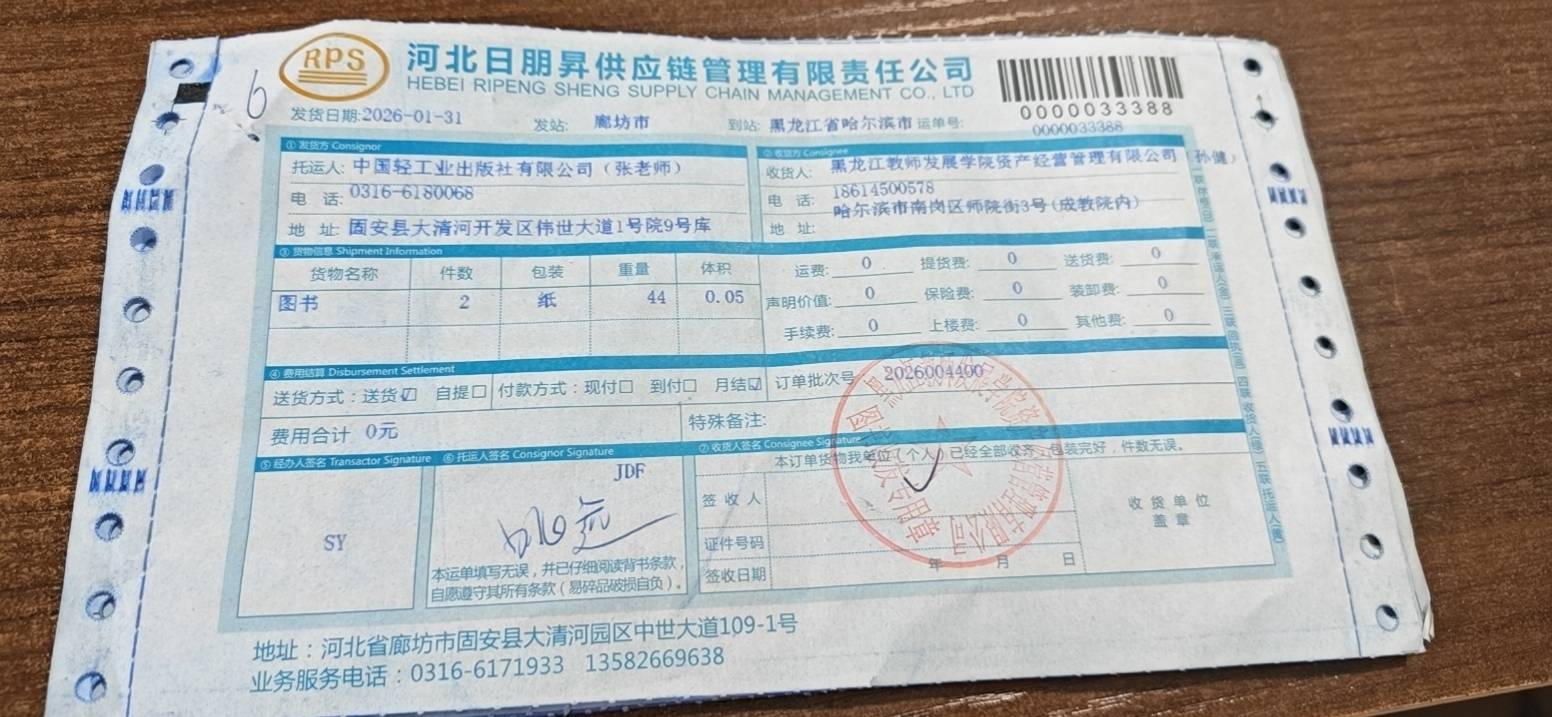 RPS
河北日朋昇供应链管理有限责任公司
HEBEI RIPENG SHENG SUPPLY CHAIN MANAGEMENT CO., LTD
0000033388
6
发货日期:2026-01-31 发站: 廊坊市 到站: 黑龙江省哈尔滨市 运单号: 0000033388
① 发货方 Consignor
托运人: 中国轻工业出版社有限公司（张老师）
电 话: 0316-6180068
地 址: 固安县大清河开发区伟世大道1号院9号库
② 收货方 Consignee
收货人: 黑龙江教师发展学院资产经营管理有限公司（孙健）
电 话: 18614500578
地 址: 哈尔滨市南岗区师院街3号(成教院内)
③ 货物信息 Shipment Information
货物名称 件数 包装 重量 体积
图书 2 纸 44 0.05
运费: 0 提货费: 0 送货费: 0
声明价值: 0 保险费: 0 装卸费: 0
手续费: 0 上楼费: 0 其他费: 0
④ 费用结算 Disbursement Settlement
送货方式：送货☑ 自提☐ 付款方式：现付☐ 到付☐ 月结☑ 订单批次号 2026004400
费用合计 0元 特殊备注:
⑤ 经办人签名 Transactor Signature
SY
⑥ 托运人签名 Consignor Signature
JDF
本运单填写无误，并已仔细阅读背书条款，
自愿遵守其所有条款（易碎品破损自负）。
⑦ 收货人签名 Consignee Signature
本订单货物我单位（个人）已经全部收齐，包装完好，件数无误。
签 收 人
证件号码
签收日期 年 月 日
收 货 单 位
盖 章
地址：河北省廊坊市固安县大清河园区中世大道109-1号
业务服务电话：0316-6171933 13582669638